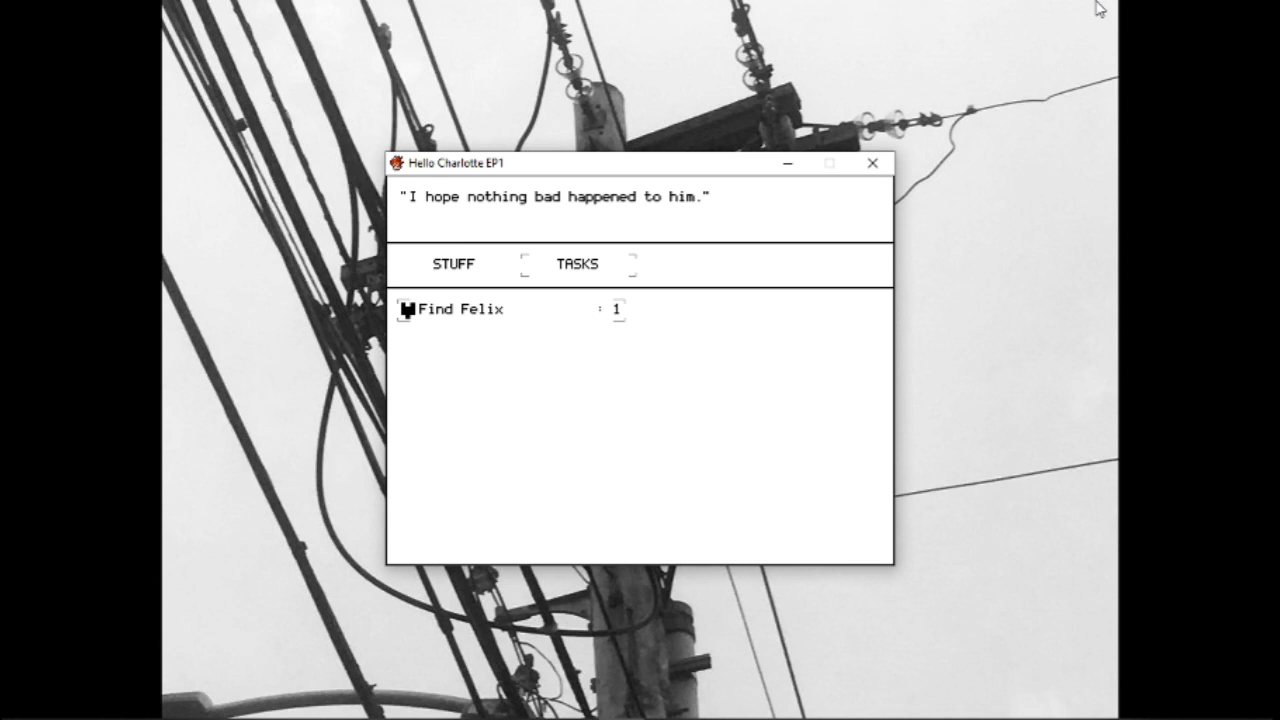 Hello Charlotte EP1
"I hope nothing bad happened to him."
STUFF TASKS
Find Felix : 1